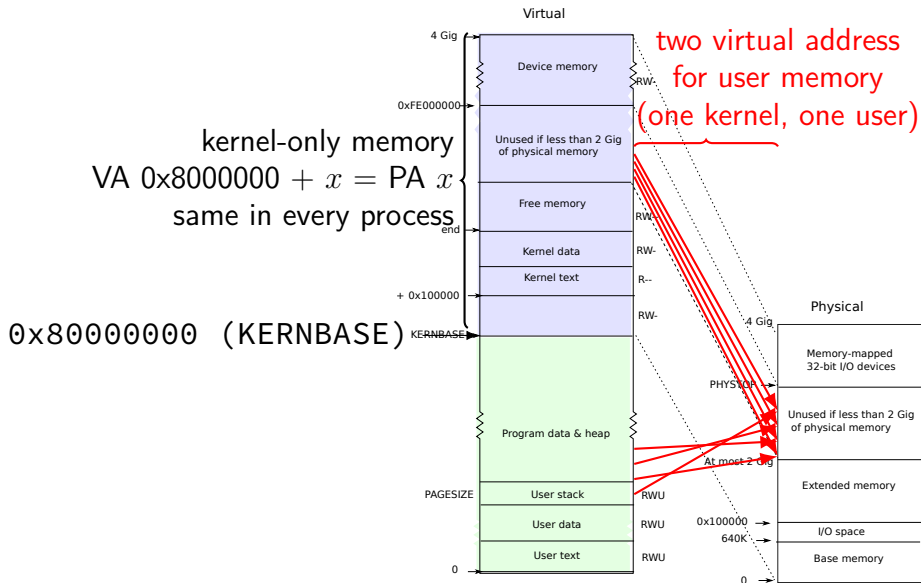 Virtual
4 Gig
Device memory
RW-
0xFE000000
Unused if less than 2 Gig
of physical memory
Free memory
RW--
end
Kernel data
RW-
Kernel text
R--
+ 0x100000
RW-
KERNBASE
Program data & heap
PAGESIZE
User stack
RWU
User data
RWU
User text
RWU
0
kernel-only memory
VA 0x8000000 + x = PA x
same in every process
0x80000000 (KERNBASE)
two virtual address
for user memory
(one kernel, one user)
Physical
4 Gig
Memory-mapped
32-bit I/O devices
PHYSTOP
Unused if less than 2 Gig
of physical memory
At most 2 Gig
Extended memory
0x100000
I/O space
640K
Base memory
0